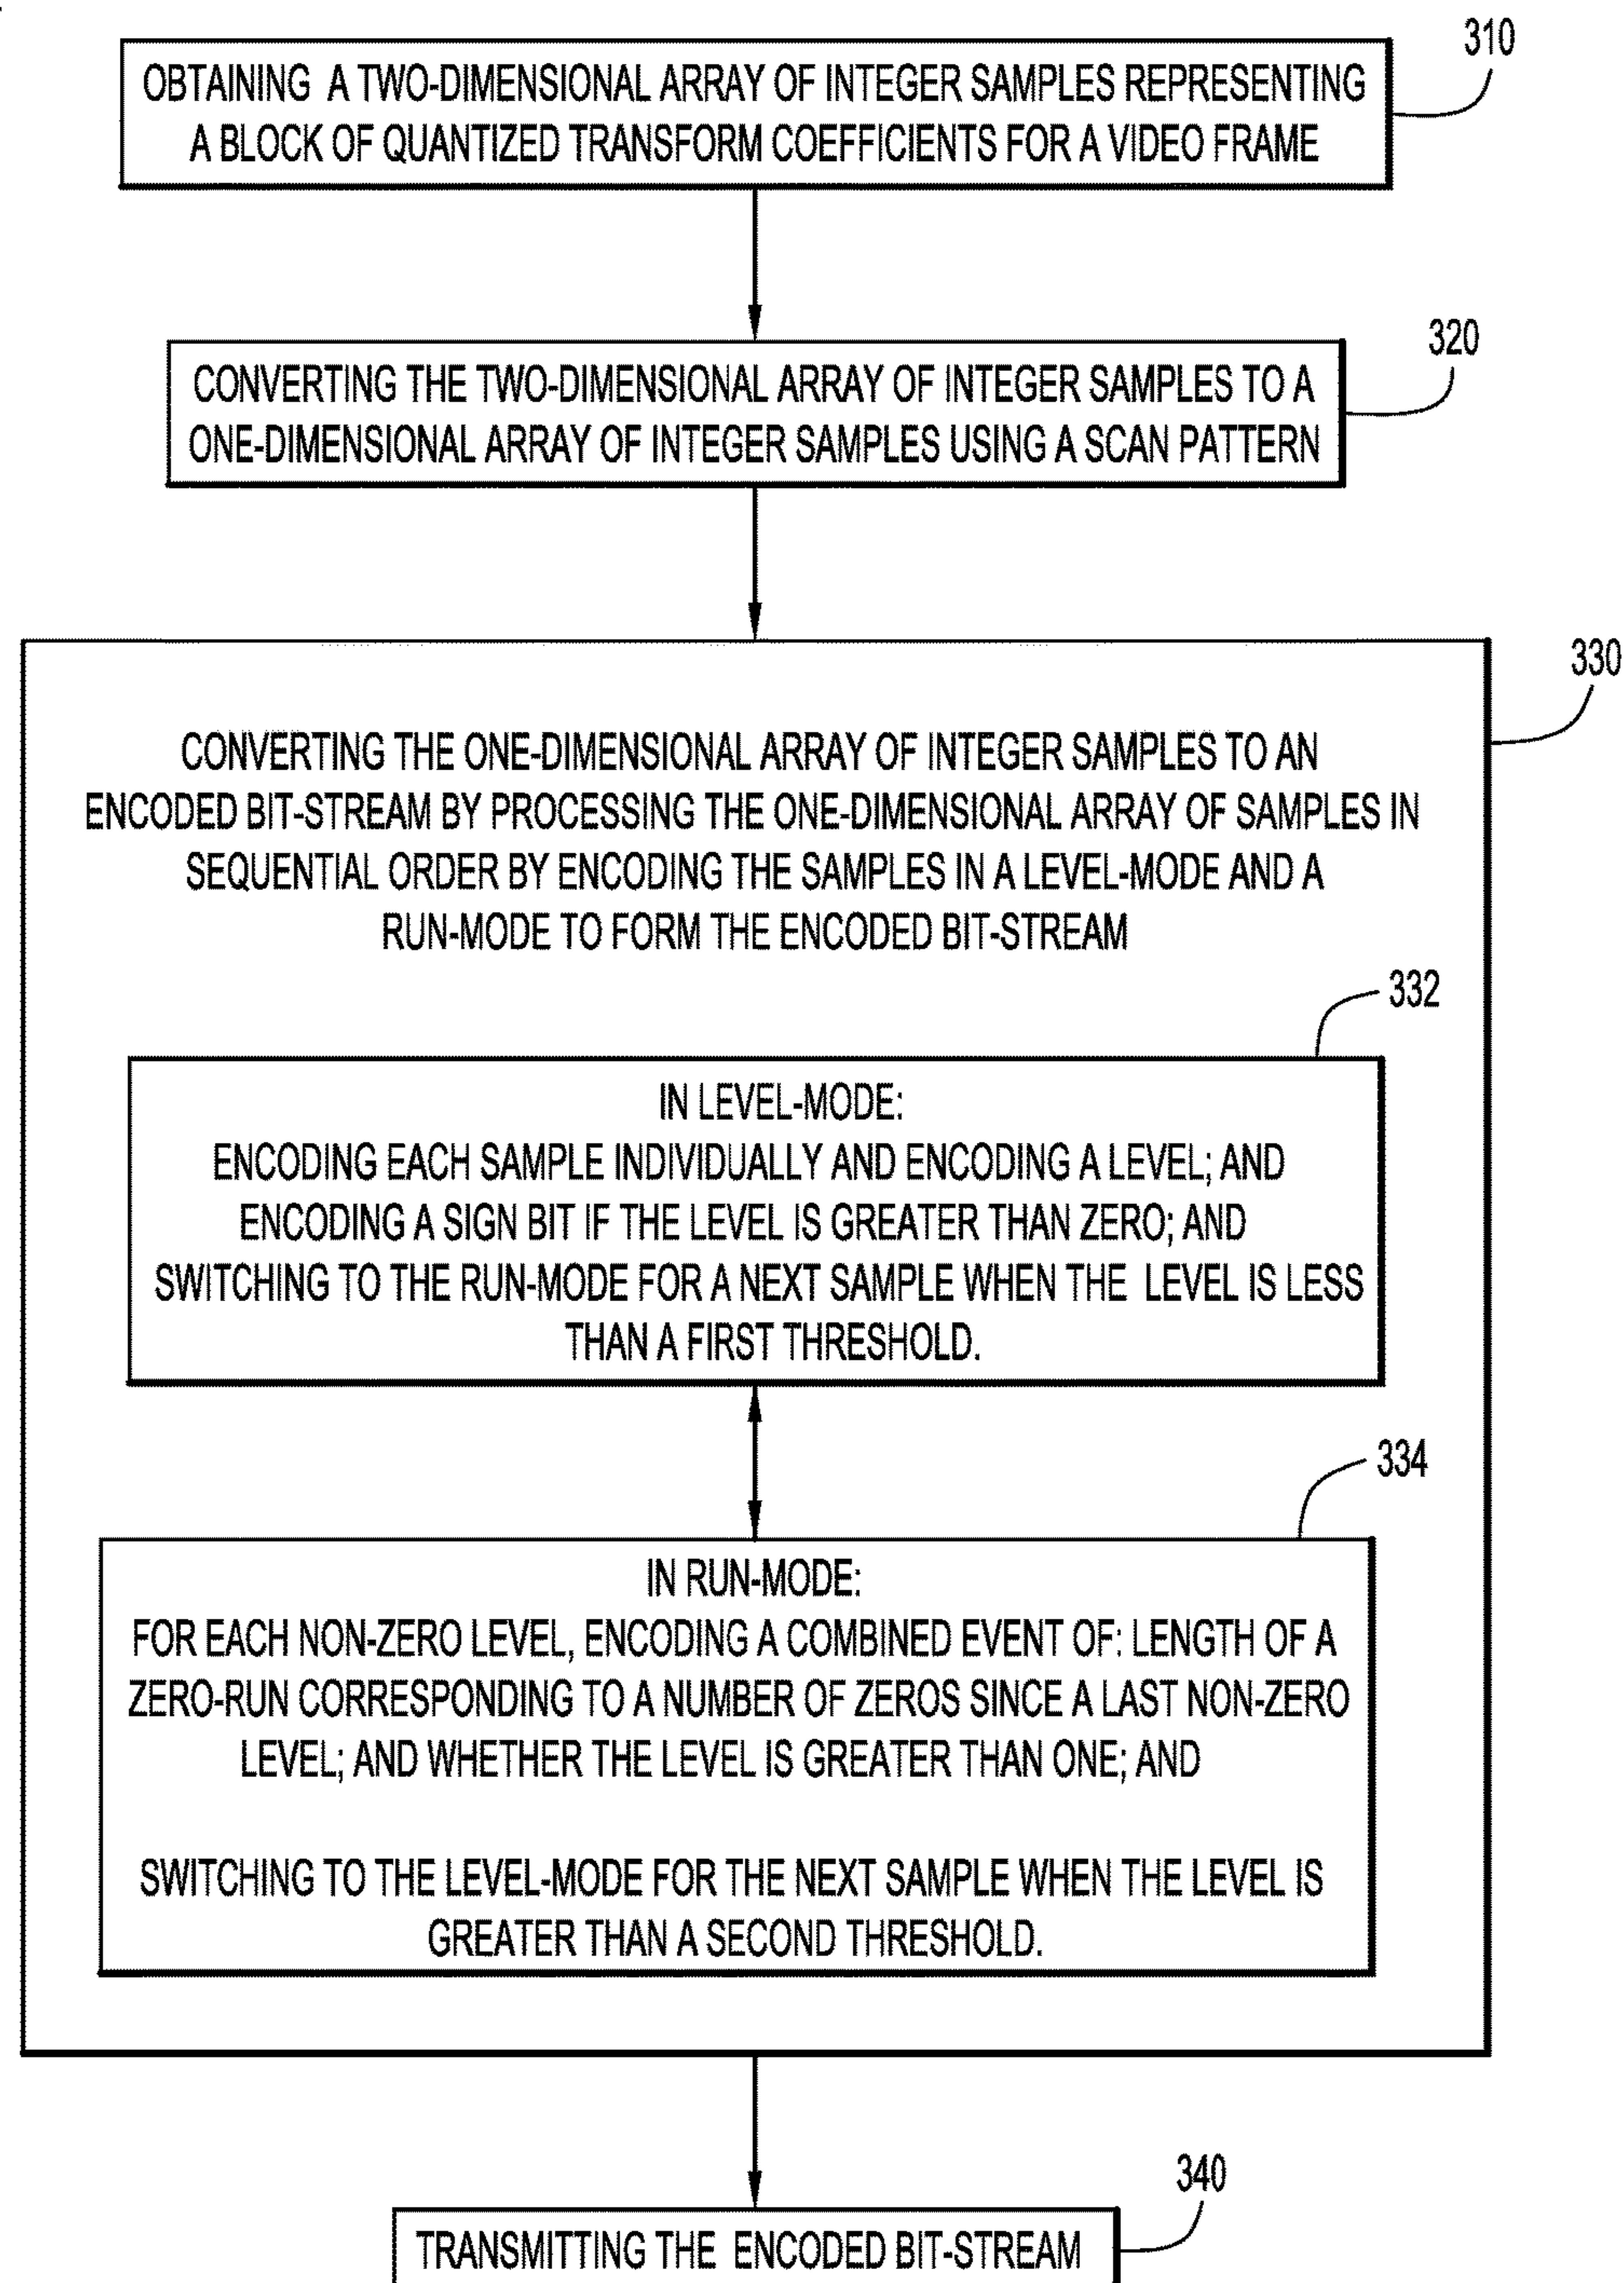 310
OBTAINING A TWO-DIMENSIONAL ARRAY OF INTEGER SAMPLES REPRESENTING
A BLOCK OF QUANTIZED TRANSFORM COEFFICIENTS FOR A VIDEO FRAME
320
CONVERTING THE TWO-DIMENSIONAL ARRAY OF INTEGER SAMPLES TO A
ONE-DIMENSIONAL ARRAY OF INTEGER SAMPLES USING A SCAN PATTERN
330
CONVERTING THE ONE-DIMENSIONAL ARRAY OF INTEGER SAMPLES TO AN
ENCODED BIT-STREAM BY PROCESSING THE ONE-DIMENSIONAL ARRAY OF SAMPLES IN
SEQUENTIAL ORDER BY ENCODING THE SAMPLES IN A LEVEL-MODE AND A
RUN-MODE TO FORM THE ENCODED BIT-STREAM
332
IN LEVEL-MODE:
ENCODING EACH SAMPLE INDIVIDUALLY AND ENCODING A LEVEL; AND
ENCODING A SIGN BIT IF THE LEVEL IS GREATER THAN ZERO; AND
SWITCHING TO THE RUN-MODE FOR A NEXT SAMPLE WHEN THE LEVEL IS LESS
THAN A FIRST THRESHOLD.
334
IN RUN-MODE:
FOR EACH NON-ZERO LEVEL, ENCODING A COMBINED EVENT OF: LENGTH OF A
ZERO-RUN CORRESPONDING TO A NUMBER OF ZEROS SINCE A LAST NON-ZERO
LEVEL; AND WHETHER THE LEVEL IS GREATER THAN ONE; AND
SWITCHING TO THE LEVEL-MODE FOR THE NEXT SAMPLE WHEN THE LEVEL IS
GREATER THAN A SECOND THRESHOLD.
340
TRANSMITTING THE ENCODED BIT-STREAM